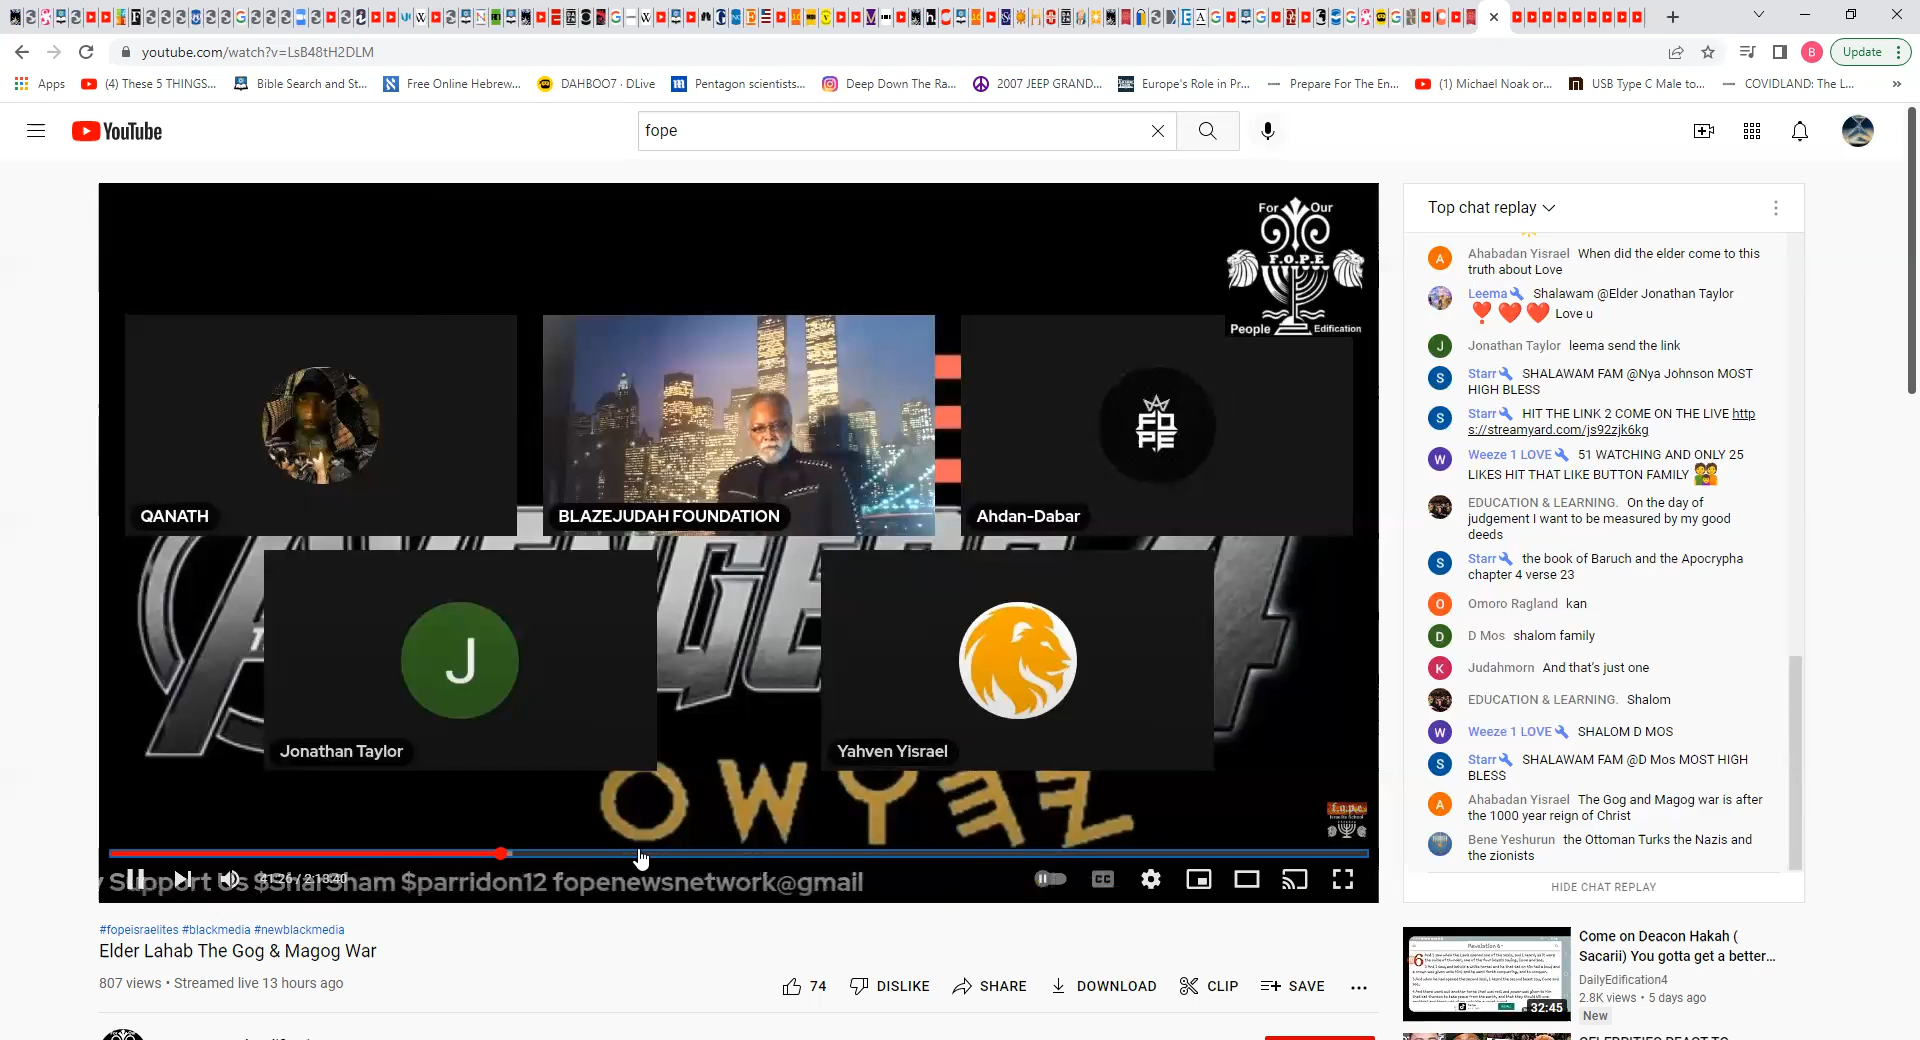 youtube.com/watch?v=LsB48tH2DLM
Update
Apps
(4) These 5 THINGS...
Bible Search and St...
Free Online Hebrew...
DAHBOO7 · DLive
Pentagon scientists...
Deep Down The Ra...
2007 JEEP GRAND...
Europe's Role in Pr...
Prepare For The En...
(1) Michael Noak or...
USB Type C Male to...
COVIDLAND: The L...
YouTube
fope
For Our
F.O.P.E
People Edification
QANATH
BLAZEJUDAH FOUNDATION
FOPE
Ahdan-Dabar
J
Jonathan Taylor
Yahven Yisrael
f.o.p.e
Israelite School
41:26 / 2:13:40
y Support Us $StarSham $parridon12 fopenewsnetwork@gmail
#fopeisraelites #blackmedia #newblackmedia
Elder Lahab The Gog & Magog War
807 views • Streamed live 13 hours ago
74
DISLIKE
SHARE
DOWNLOAD
CLIP
SAVE
Top chat replay
Ahabadan Yisrael When did the elder come to this
truth about Love
Leema Shalawam @Elder Jonathan Taylor
Love u
Jonathan Taylor leema send the link
Starr SHALAWAM FAM @Nya Johnson MOST
HIGH BLESS
Starr HIT THE LINK 2 COME ON THE LIVE http
s://streamyard.com/js92zjk6kg
Weeze 1 LOVE 51 WATCHING AND ONLY 25
LIKES HIT THAT LIKE BUTTON FAMILY
EDUCATION & LEARNING. On the day of
judgement I want to be measured by my good
deeds
Starr the book of Baruch and the Apocrypha
chapter 4 verse 23
Omoro Ragland kan
D Mos shalom family
Judahmorn And that's just one
EDUCATION & LEARNING. Shalom
Weeze 1 LOVE SHALOM D MOS
Starr SHALAWAM FAM @D Mos MOST HIGH
BLESS
Ahabadan Yisrael The Gog and Magog war is after
the 1000 year reign of Christ
Bene Yeshurun the Ottoman Turks the Nazis and
the zionists
HIDE CHAT REPLAY
Come on Deacon Hakah (
Sacarii) You gotta get a better...
DailyEdification4
2.8K views • 5 days ago
New
32:45